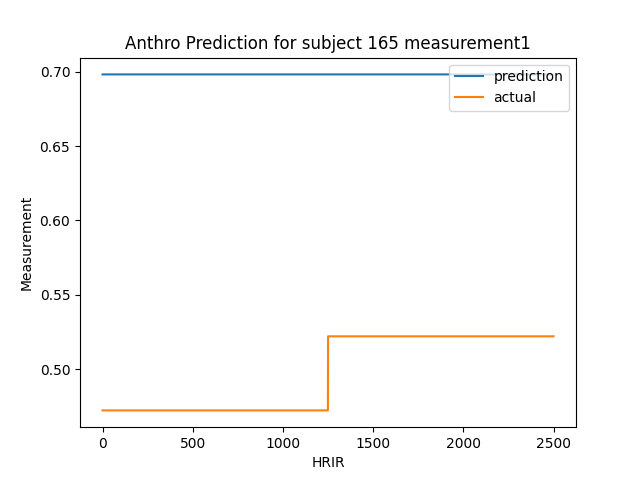 Anthro Prediction for subject 165 measurement1
prediction
actual
0.70
0.65
0.60
0.55
0.50
Measurement
0
500
1000
1500
2000
2500
HRIR